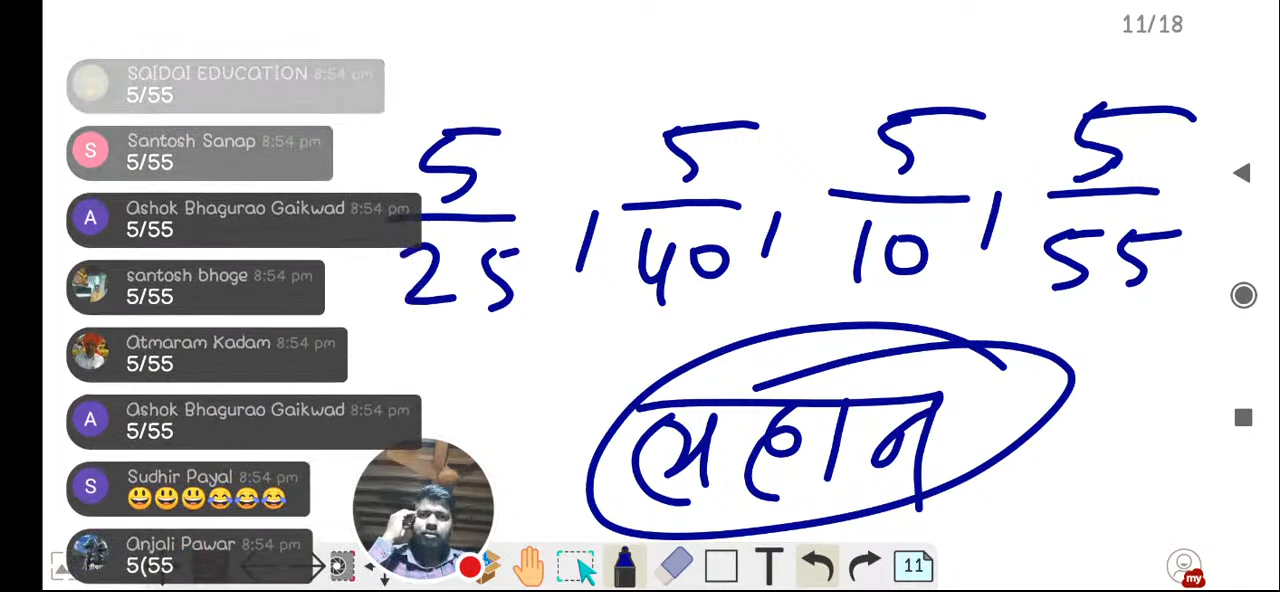 11/18
SAIDAI EDUCATION 8:54 pm
5/55
S Santosh Sanap 8:54 pm
5/55
A Ashok Bhagurao Gaikwad 8:54 pm
5/55
santosh bhoge 8:54 pm
5/55
Atmaram Kadam 8:54 pm
5/55
A Ashok Bhagurao Gaikwad 8:54 pm
5/55
S Sudhir Payal 8:54 pm
😃😃😃😂😂😂
Anjali Pawar 8:54 pm
5(55
5/25, 5/40, 5/10, 5/55
लहान
T 11 my